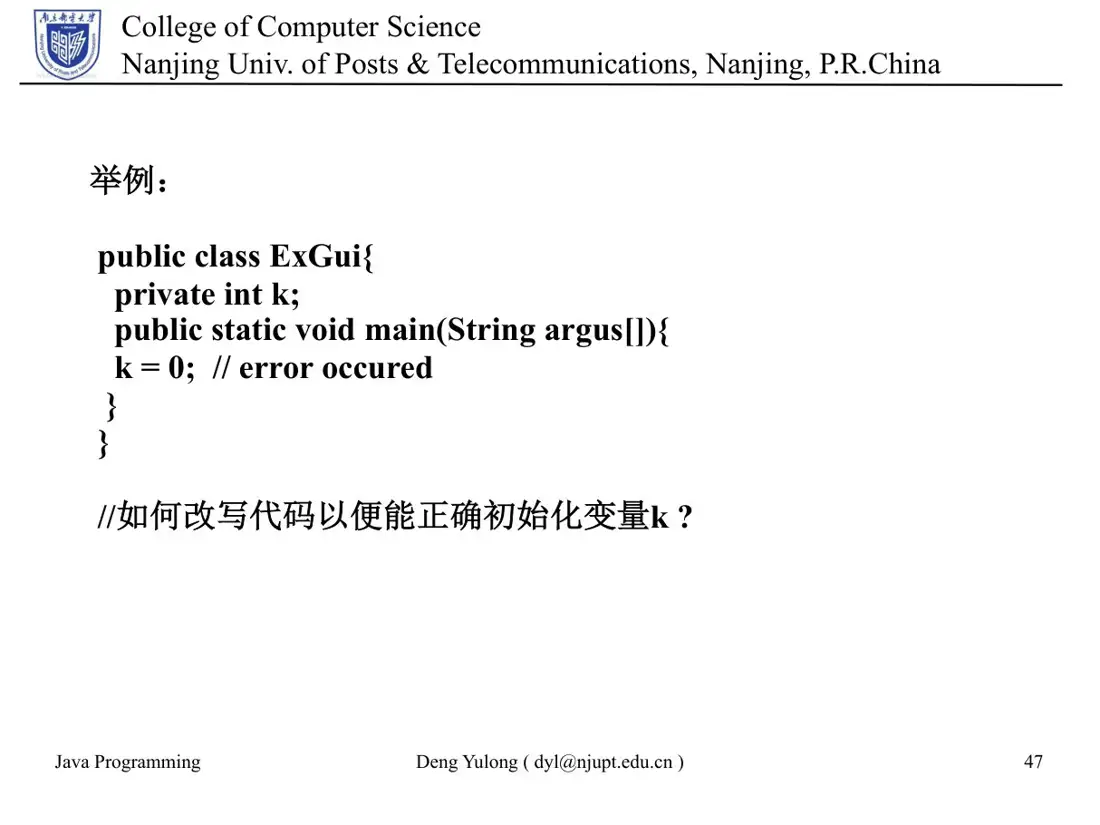 College of Computer Science
Nanjing Univ. of Posts & Telecommunications, Nanjing, P.R.China
举例：
public class ExGui{
private int k;
public static void main(String argus[]){
k = 0;  // error occured
}
}
//如何改写代码以便能正确初始化变量k ?
Java Programming
Deng Yulong ( dyl@njupt.edu.cn )
47